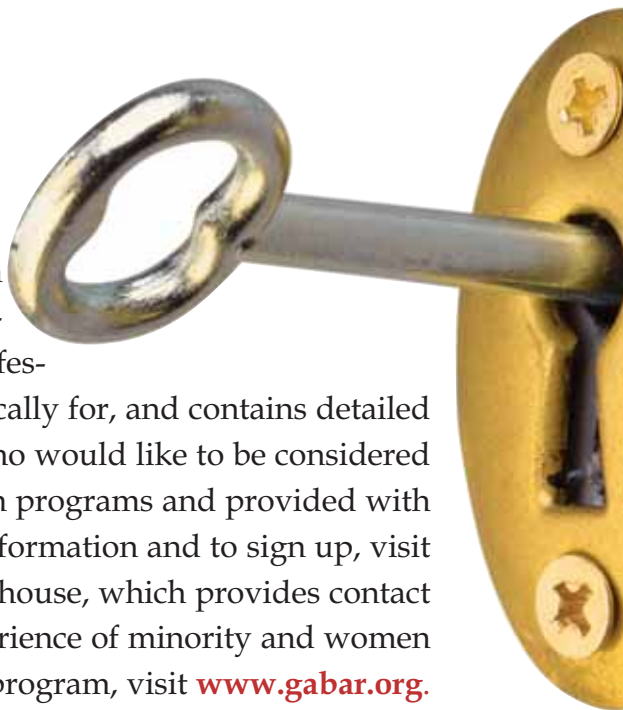 fes-
cally for, and contains detailed
would like to be considered
programs and provided with
formation and to sign up, visit
house, which provides contact
rience of minority and women
program, visit www.gabar.org.